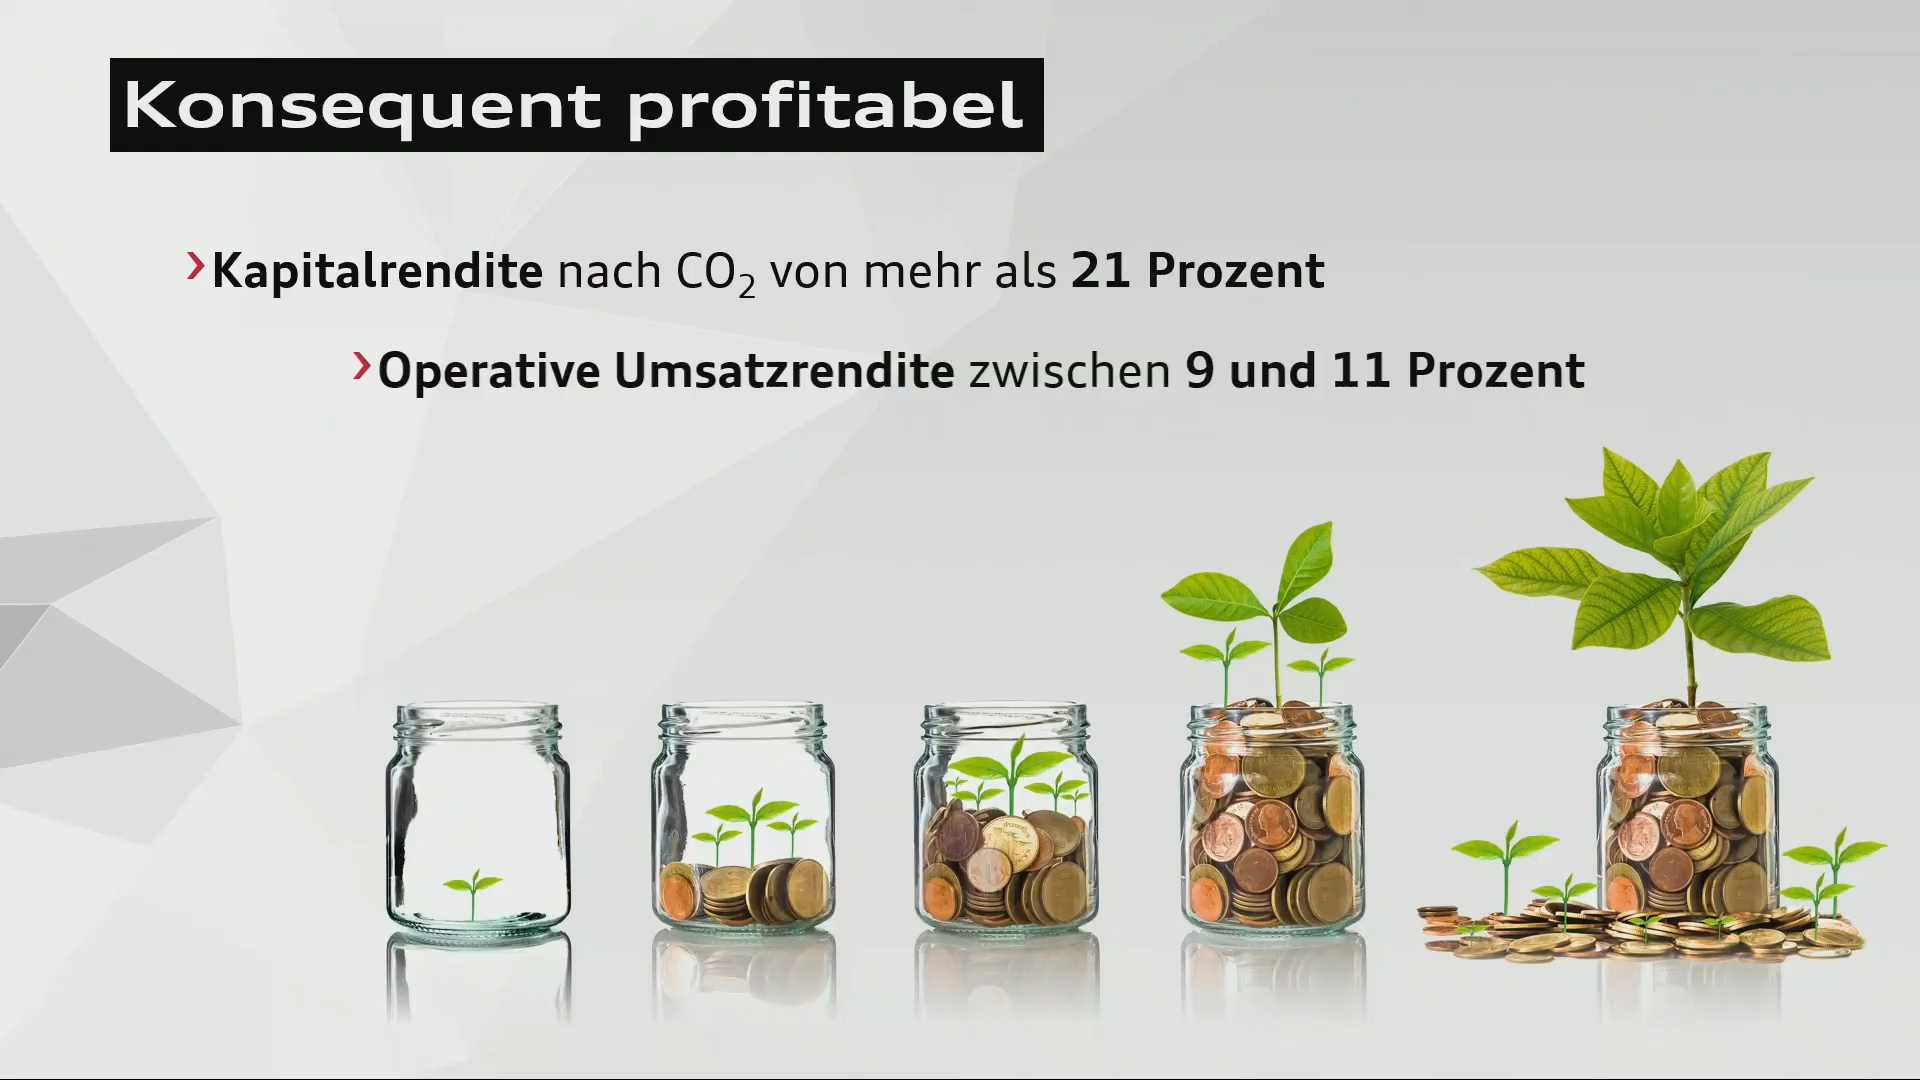 Konsequent profitabel
›Kapitalrendite nach CO₂ von mehr als 21 Prozent
›Operative Umsatzrendite zwischen 9 und 11 Prozent